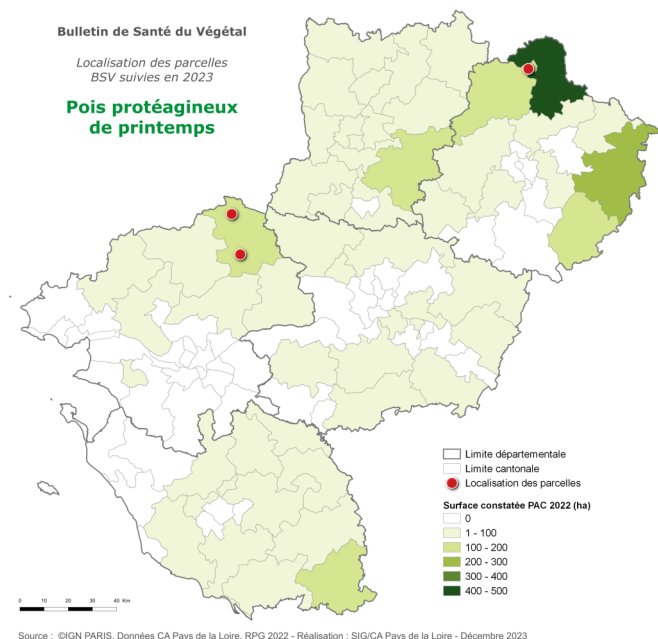 Bulletin de Santé du Végétal
Localisation des parcelles
BSV suivies en 2023
Pois protéagineux
de printemps
Limite départementale
Limite cantonale
Localisation des parcelles
Surface constatée PAC 2022 (ha)
0
1 - 100
100 - 200
200 - 300
300 - 400
400 - 500
0 10 20 30 40 Km
Source : ©IGN PARIS, Données CA Pays de la Loire, RPG 2022 - Réalisation : SIG/CA Pays de la Loire - Décembre 2023